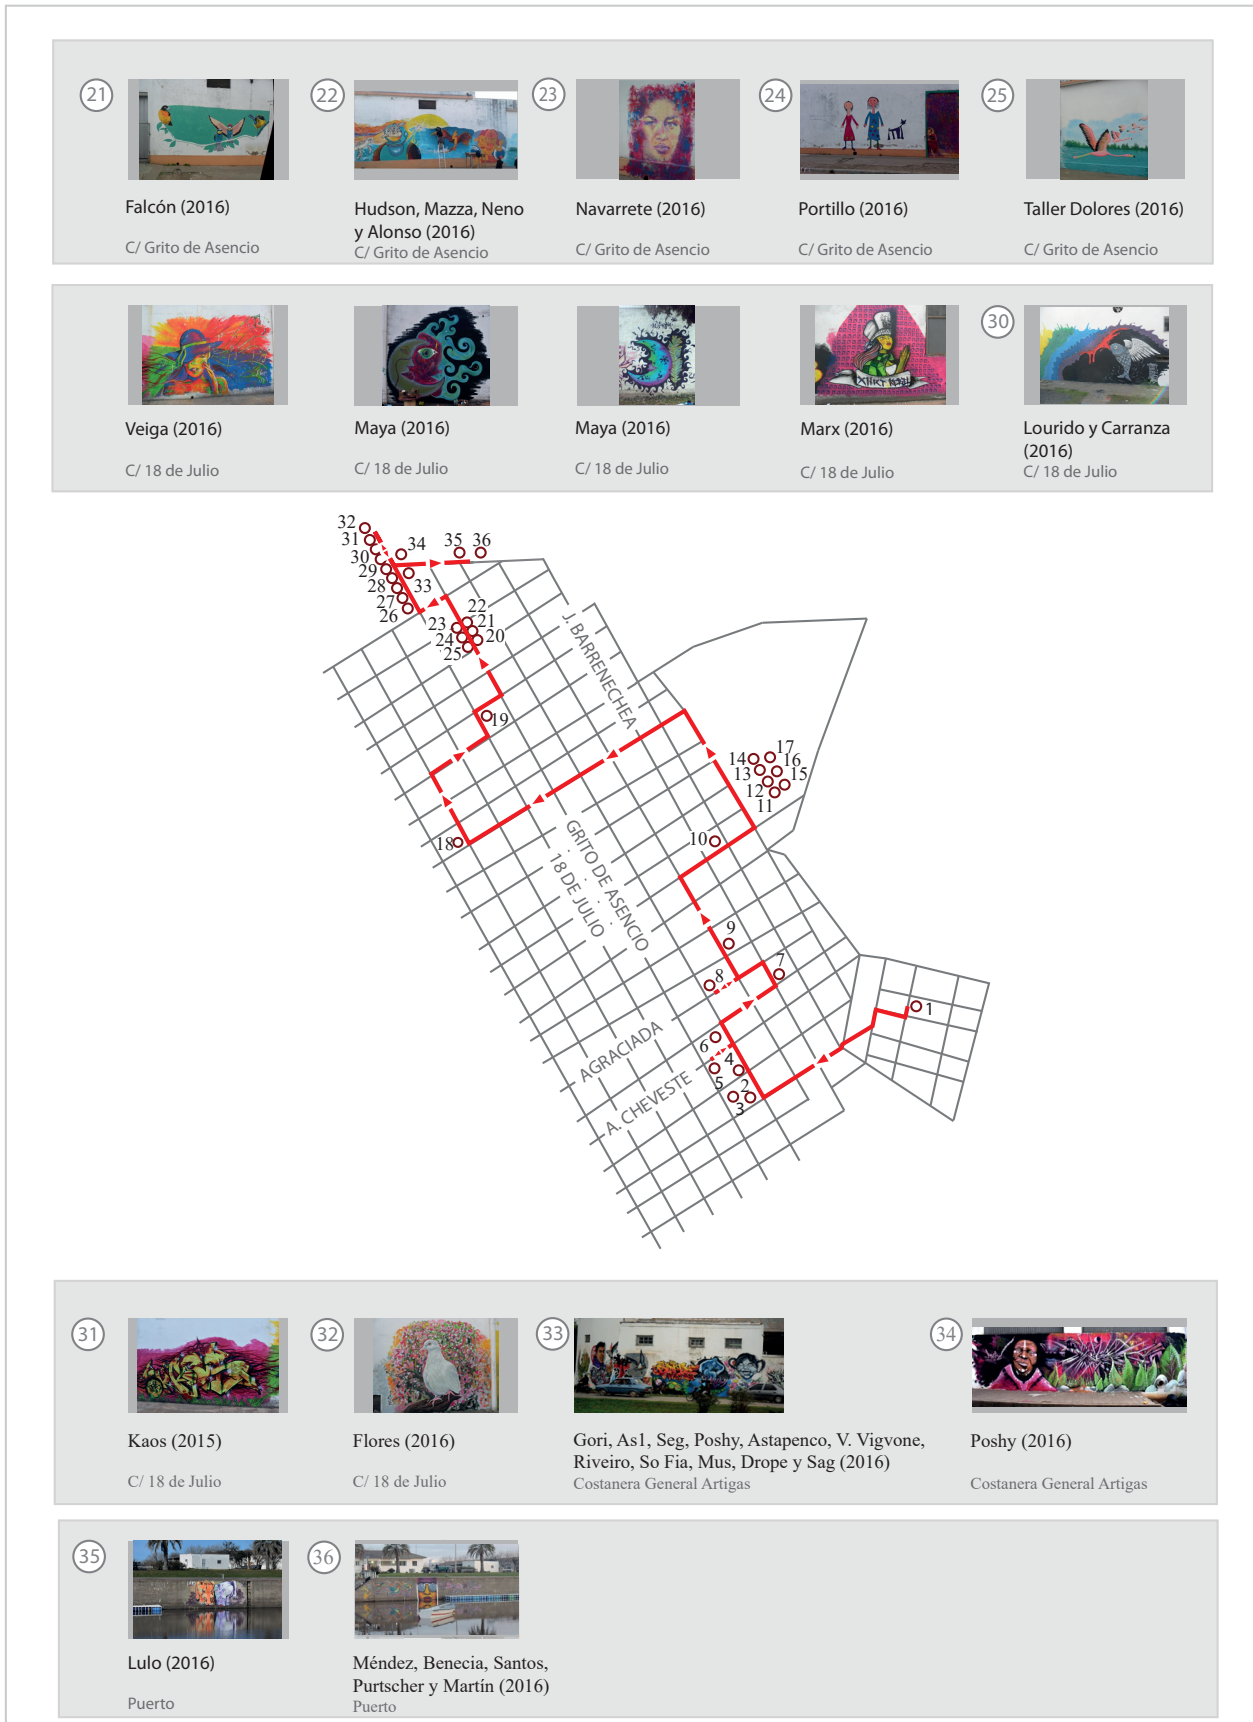 21
22
23
24
25
Falcón (2016)
C/ Grito de Asencio
Hudson, Mazza, Neno
y Alonso (2016)
C/ Grito de Asencio
Navarrete (2016)
C/ Grito de Asencio
Portillo (2016)
C/ Grito de Asencio
Taller Dolores (2016)
C/ Grito de Asencio
30
Veiga (2016)
C/ 18 de Julio
Maya (2016)
C/ 18 de Julio
Maya (2016)
C/ 18 de Julio
Marx (2016)
C/ 18 de Julio
Lourido y Carranza
(2016)
C/ 18 de Julio
32
31
30
29
28
27
26
34
33
35
36
22
23
21
24
20
25
19
J. BARRENECHEA
17
14
16
13
15
12
11
10
18
GRITO DE ASENCIO
18 DE JULIO
9
7
8
1
AGRACIADA
6
4
5
2
A. CHEVESTE
3
31
32
33
34
Kaos (2015)
C/ 18 de Julio
Flores (2016)
C/ 18 de Julio
Gori, As1, Seg, Poshy, Astapenco, V. Vigvone,
Riveiro, So Fia, Mus, Drope y Sag (2016)
Costanera General Artigas
Poshy (2016)
Costanera General Artigas
35
36
Lulo (2016)
Puerto
Méndez, Benecia, Santos,
Purtscher y Martín (2016)
Puerto